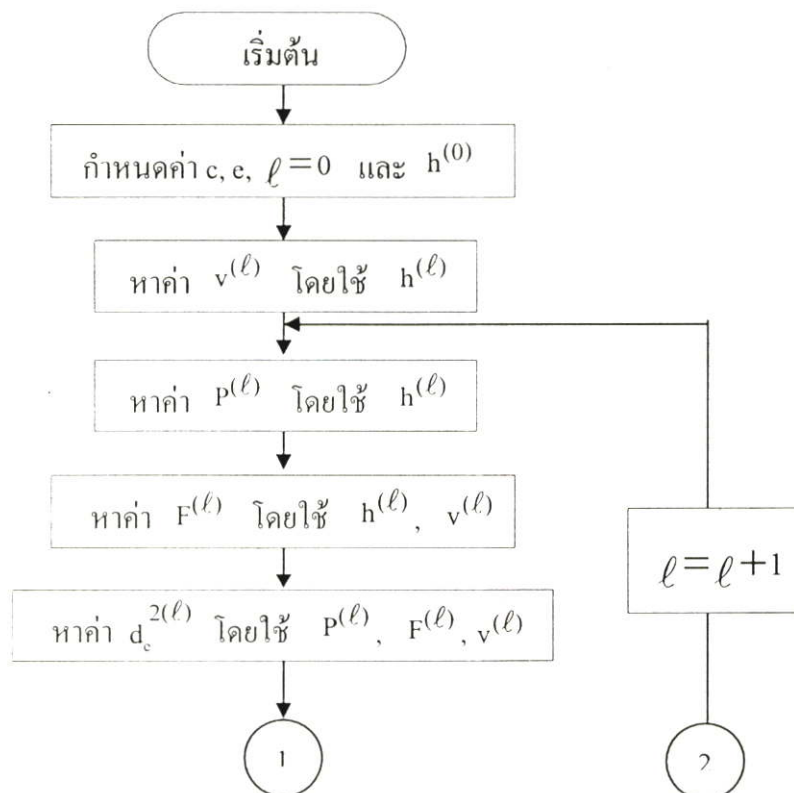 เริ่มต้น
กำหนดค่า c, e, ℓ=0 และ h⁽⁰⁾
หาค่า v^(ℓ) โดยใช้ h^(ℓ)
หาค่า P^(ℓ) โดยใช้ h^(ℓ)
หาค่า F^(ℓ) โดยใช้ h^(ℓ), v^(ℓ)
ℓ=ℓ+1
หาค่า d_e^2(ℓ) โดยใช้ P^(ℓ), F^(ℓ), v^(ℓ)
1
2